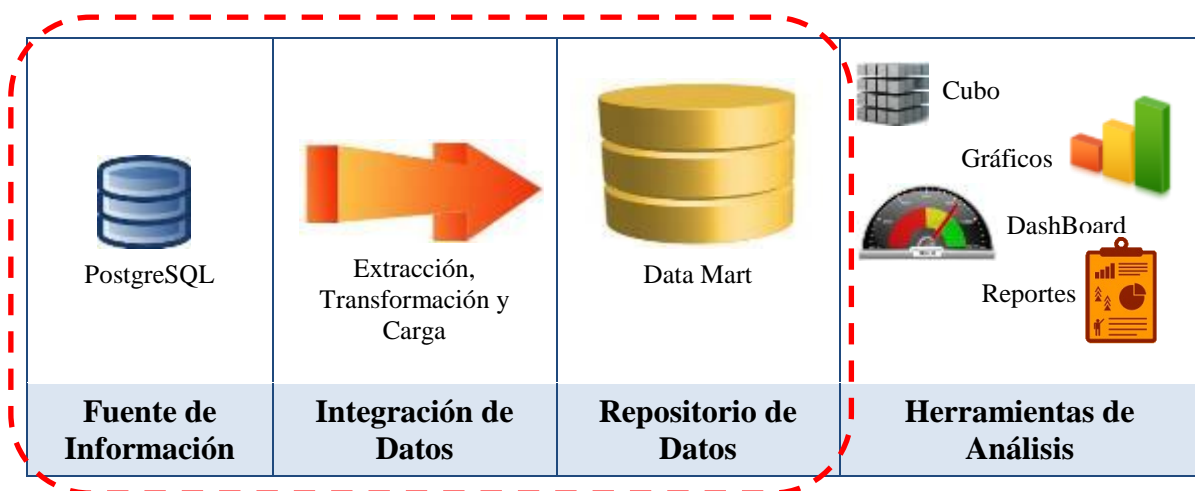 PostgreSQL
Extracción,
Transformación y
Carga
Data Mart
Cubo
Gráficos
DashBoard
Reportes
Fuente de
Información
Integración de
Datos
Repositorio de
Datos
Herramientas de
Análisis